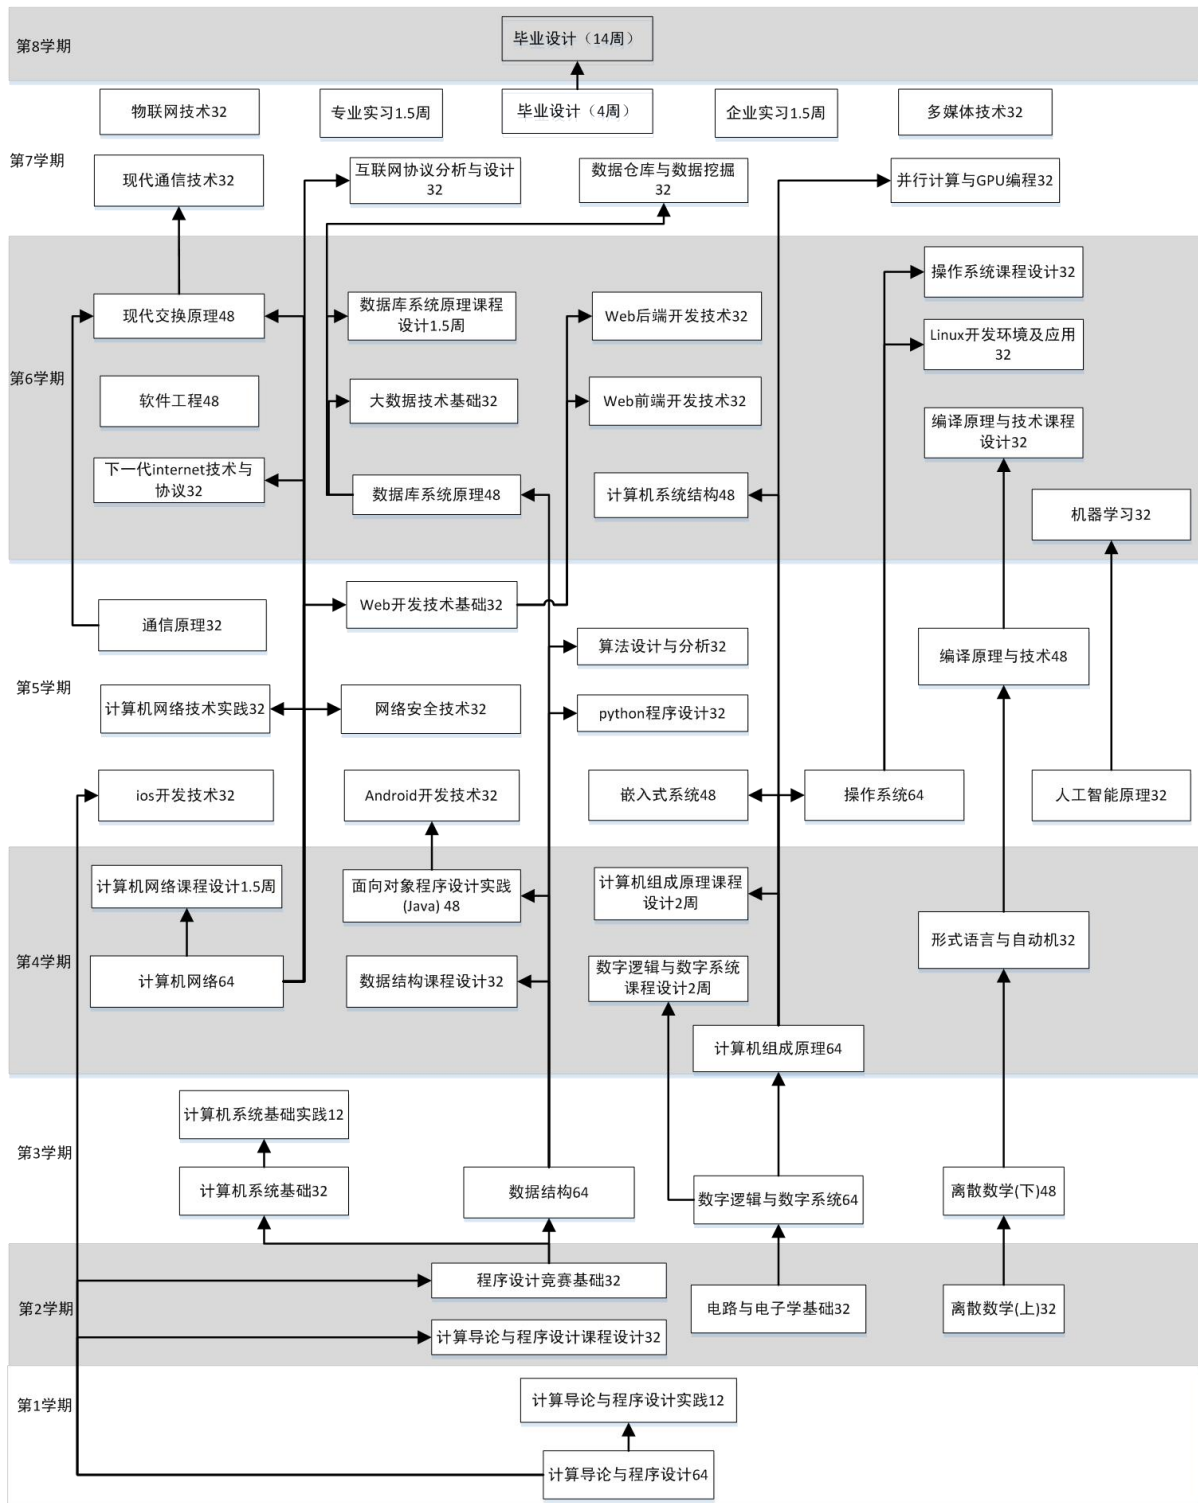 第8学期
毕业设计（14周）
物联网技术32
专业实习1.5周
毕业设计（4周）
企业实习1.5周
多媒体技术32
第7学期
现代通信技术32
互联网协议分析与设计
32
数据仓库与数据挖掘
32
并行计算与GPU编程32
操作系统课程设计32
现代交换原理48
数据库系统原理课程
设计1.5周
Web后端开发技术32
Linux开发环境及应用
32
第6学期
软件工程48
大数据技术基础32
Web前端开发技术32
编译原理与技术课程
设计32
下一代internet技术与
协议32
数据库系统原理48
计算机系统结构48
机器学习32
通信原理32
Web开发技术基础32
算法设计与分析32
编译原理与技术48
第5学期
计算机网络技术实践32
网络安全技术32
python程序设计32
ios开发技术32
Android开发技术32
嵌入式系统48
操作系统64
人工智能原理32
计算机网络课程设计1.5周
面向对象程序设计实践
(Java) 48
计算机组成原理课程
设计2周
形式语言与自动机32
第4学期
计算机网络64
数据结构课程设计32
数字逻辑与数字系统
课程设计2周
计算机组成原理64
计算机系统基础实践12
第3学期
计算机系统基础32
数据结构64
数字逻辑与数字系统64
离散数学(下)48
程序设计竞赛基础32
第2学期
电路与电子学基础32
离散数学(上)32
计算导论与程序设计课程设计32
第1学期
计算导论与程序设计实践12
计算导论与程序设计64